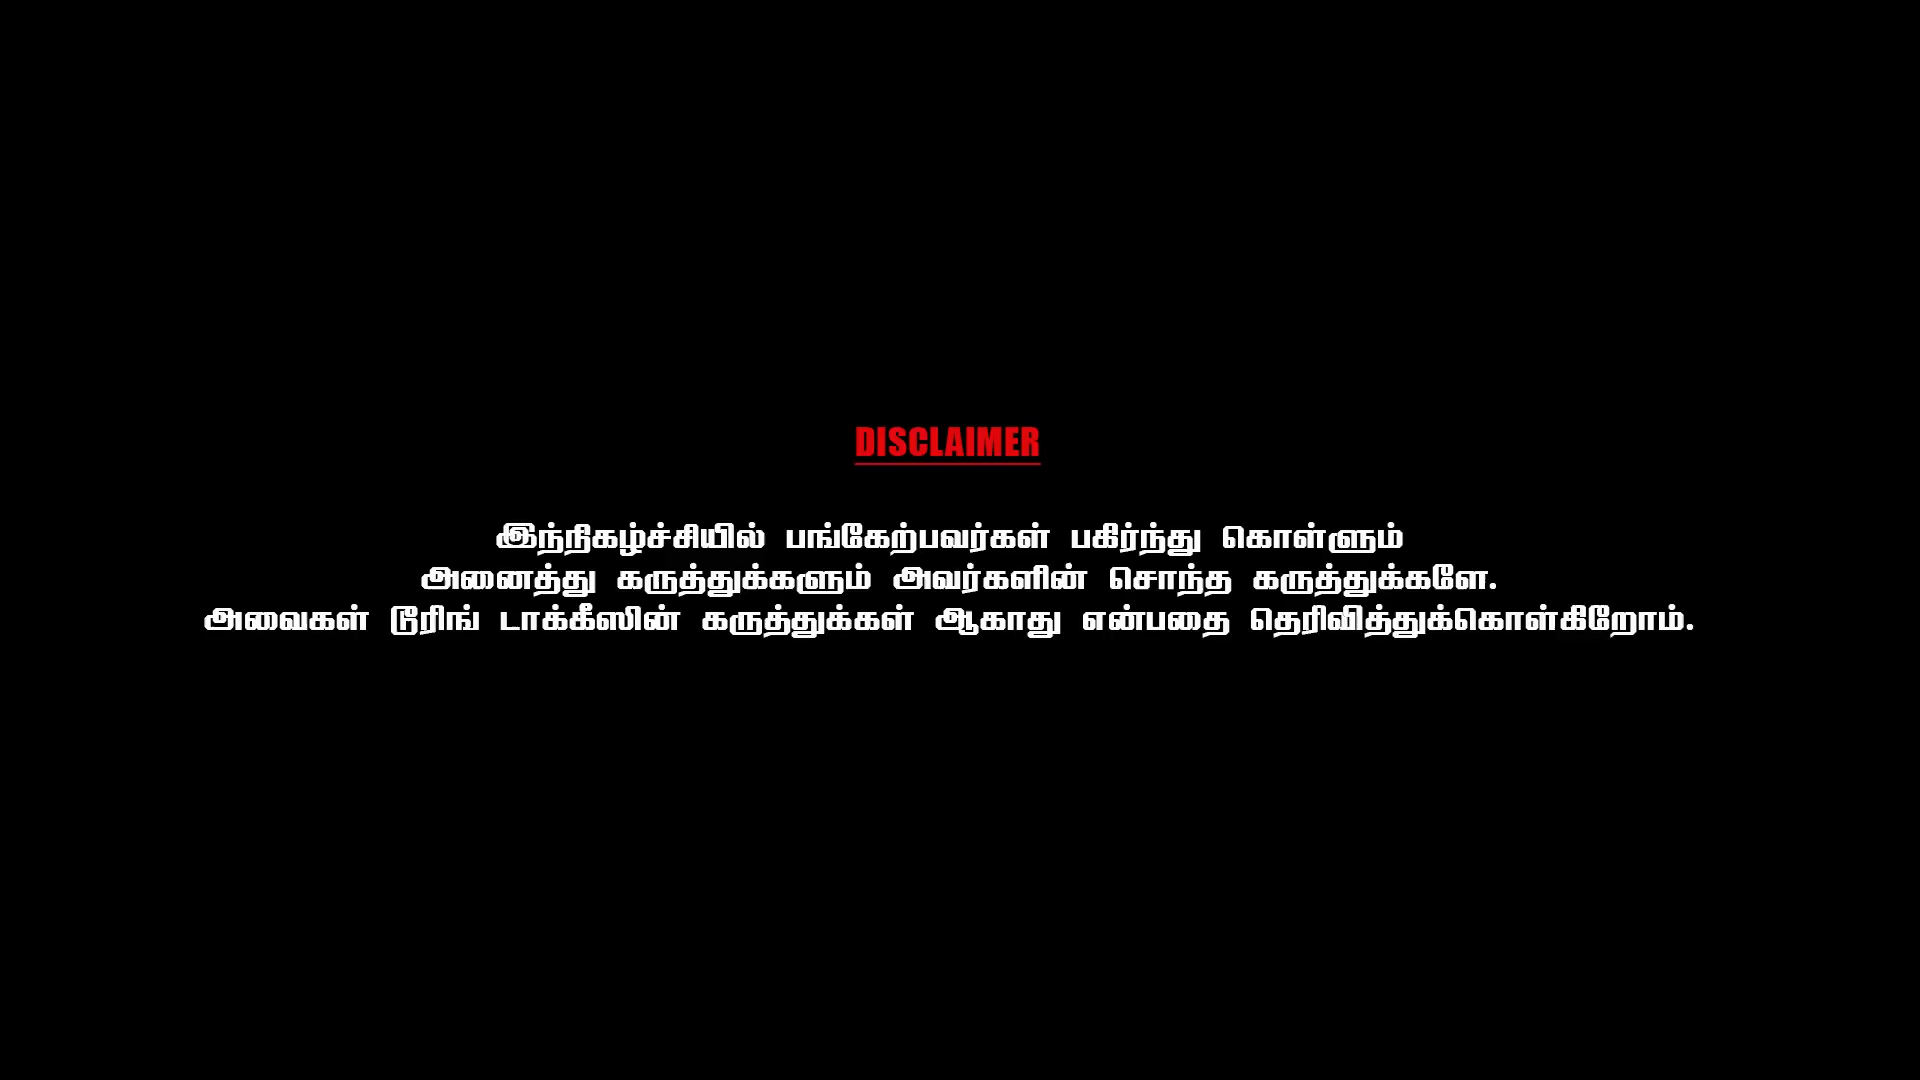 DISCLAIMER
இந்நிகழ்ச்சியில் பங்கேற்பவர்கள் பகிர்ந்து கொள்ளும்
அனைத்து கருத்துக்களும் அவர்களின் சொந்த கருத்துக்களே.
அவைகள் டூரிங் டாக்கீஸின் கருத்துக்கள் ஆகாது என்பதை தெரிவித்துக்கொள்கிறோம்.